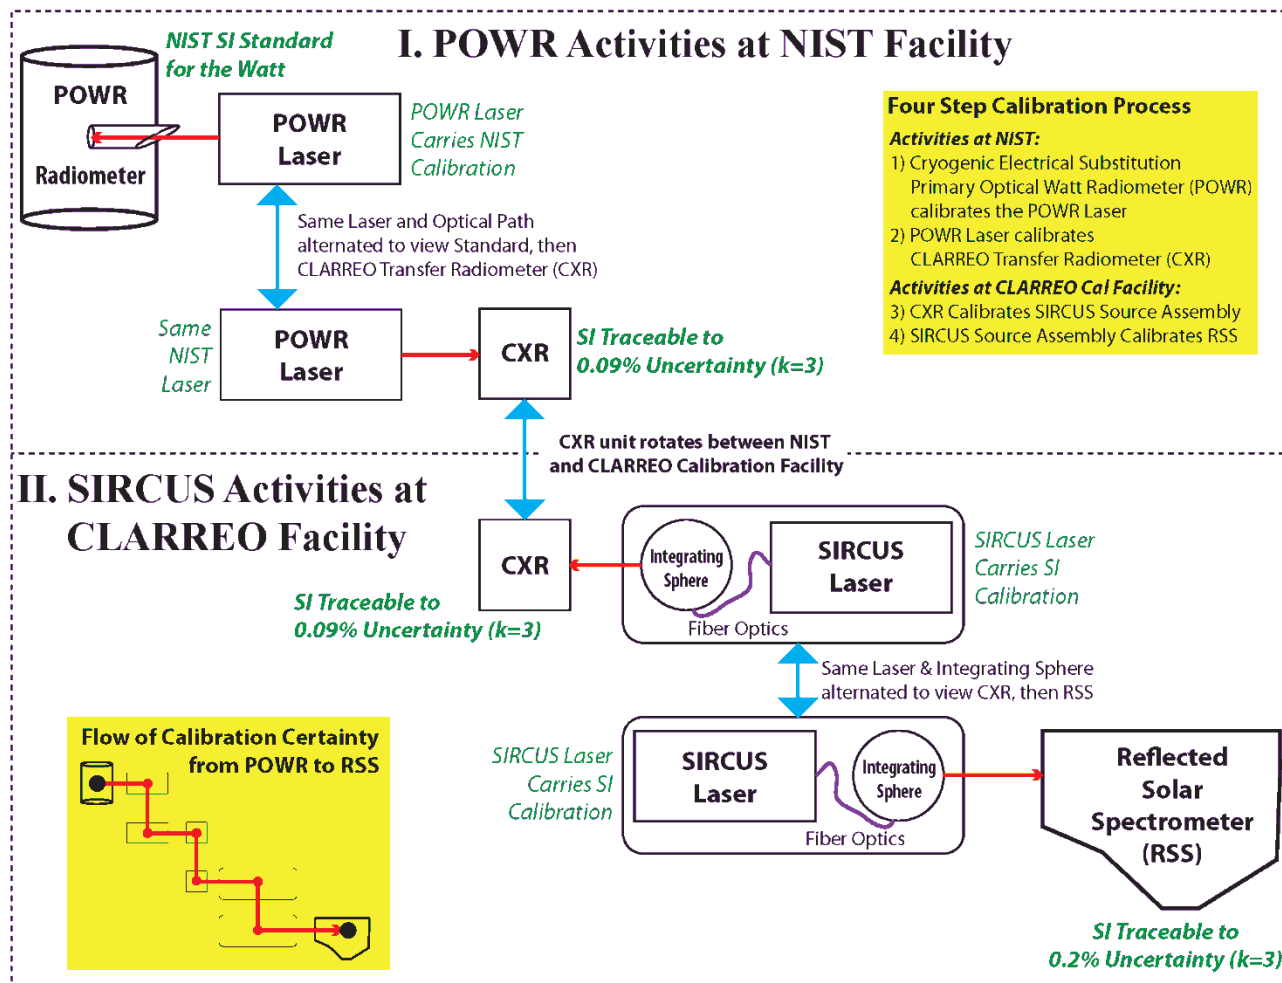 I. POWR Activities at NIST Facility
NIST SI Standard
for the Watt
POWR
Radiometer
POWR
Laser
POWR Laser
Carries NIST
Calibration
Same Laser and Optical Path
alternated to view Standard, then
CLARREO Transfer Radiometer (CXR)
Same
NIST
Laser
POWR
Laser
CXR
SI Traceable to
0.09% Uncertainty (k=3)
Four Step Calibration Process
Activities at NIST:
1) Cryogenic Electrical Substitution
Primary Optical Watt Radiometer (POWR)
calibrates the POWR Laser
2) POWR Laser calibrates
CLARREO Transfer Radiometer (CXR)
Activities at CLARREO Cal Facility:
3) CXR Calibrates SIRCUS Source Assembly
4) SIRCUS Source Assembly Calibrates RSS
CXR unit rotates between NIST
and CLARREO Calibration Facility
II. SIRCUS Activities at
CLARREO Facility
CXR
SI Traceable to
0.09% Uncertainty (k=3)
Integrating
Sphere
SIRCUS
Laser
Fiber Optics
SIRCUS Laser
Carries SI
Calibration
Same Laser & Integrating Sphere
alternated to view CXR, then RSS
SIRCUS Laser
Carries SI
Calibration
SIRCUS
Laser
Integrating
Sphere
Fiber Optics
Reflected
Solar
Spectrometer
(RSS)
SI Traceable to
0.2% Uncertainty (k=3)
Flow of Calibration Certainty
from POWR to RSS